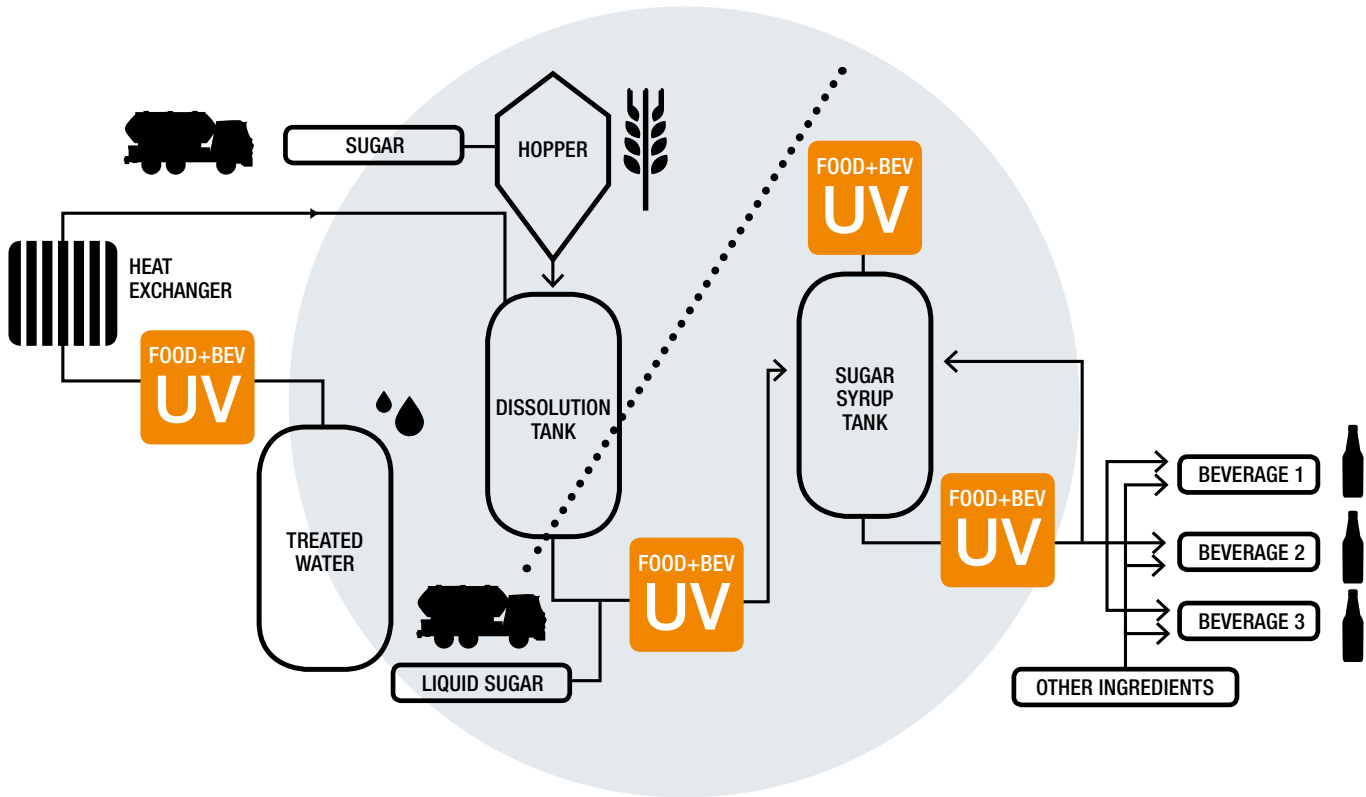 SUGAR
HOPPER
FOOD+BEV
UV
HEAT
EXCHANGER
FOOD+BEV
UV
DISSOLUTION
TANK
SUGAR
SYRUP
TANK
TREATED
WATER
FOOD+BEV
UV
FOOD+BEV
UV
BEVERAGE 1
BEVERAGE 2
BEVERAGE 3
LIQUID SUGAR
OTHER INGREDIENTS